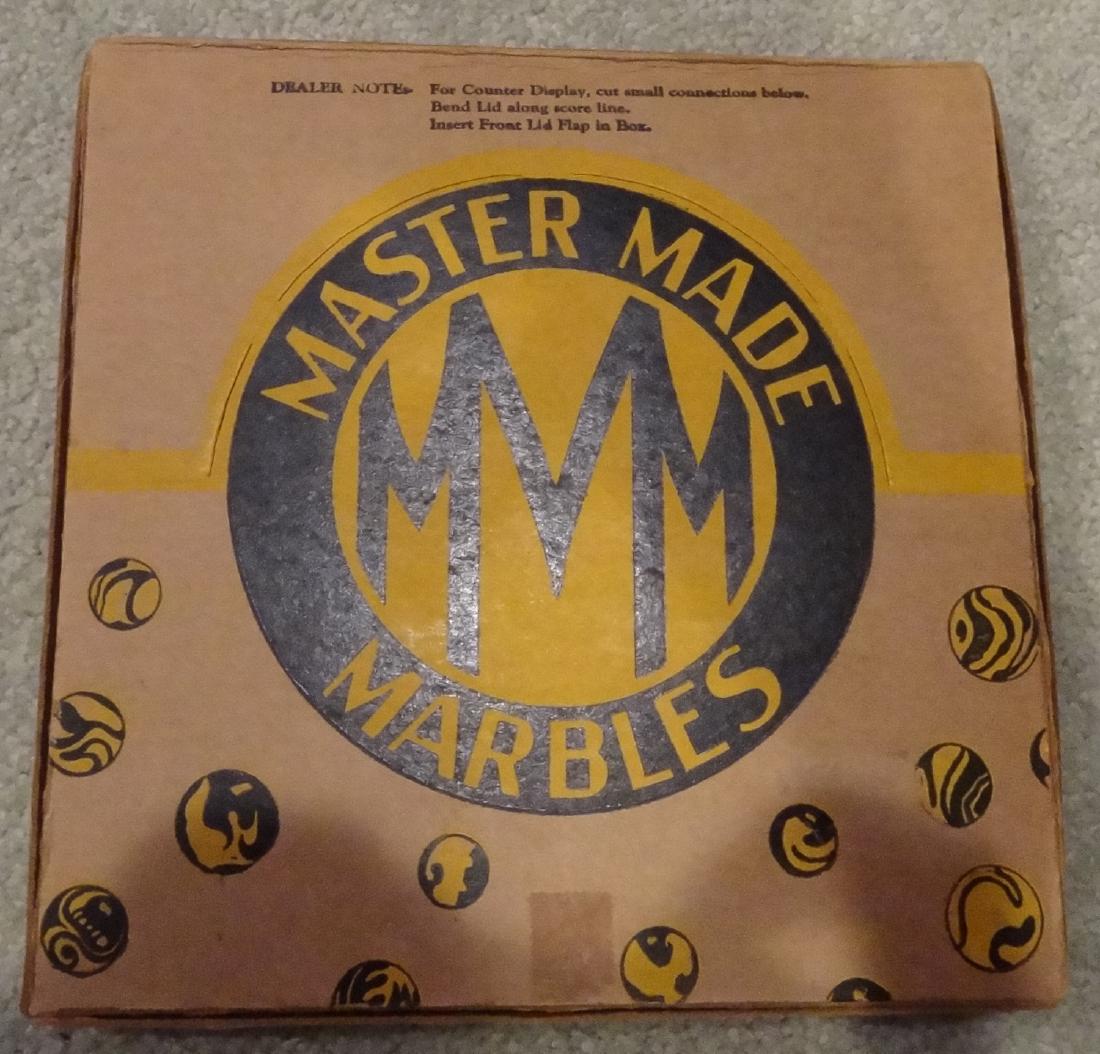 DEALER NOTE:- For Counter Display, cut small connections below.
Bend Lid along score line.
Insert Front Lid Flap in Box.
MASTER MADE
MMM
MARBLES